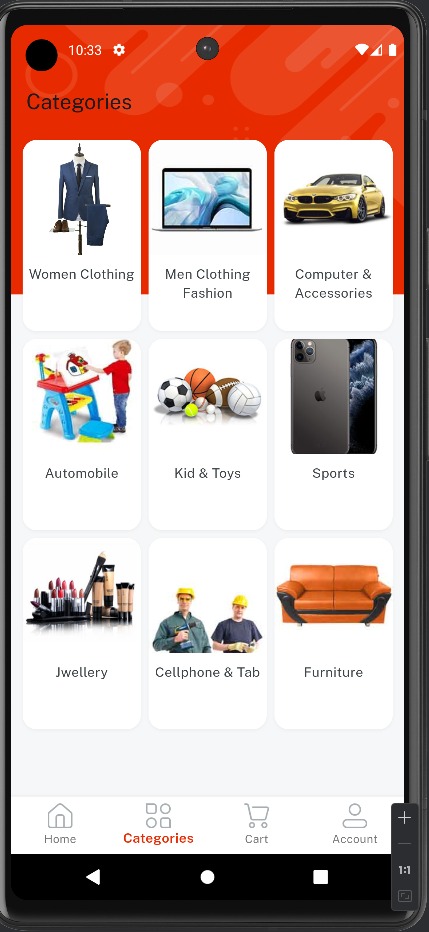 10:33
Categories
Women Clothing
Men Clothing
Fashion
Computer &
Accessories
Automobile
Kid & Toys
Sports
Jwellery
Cellphone & Tab
Furniture
Home
Categories
Cart
Account
1:1